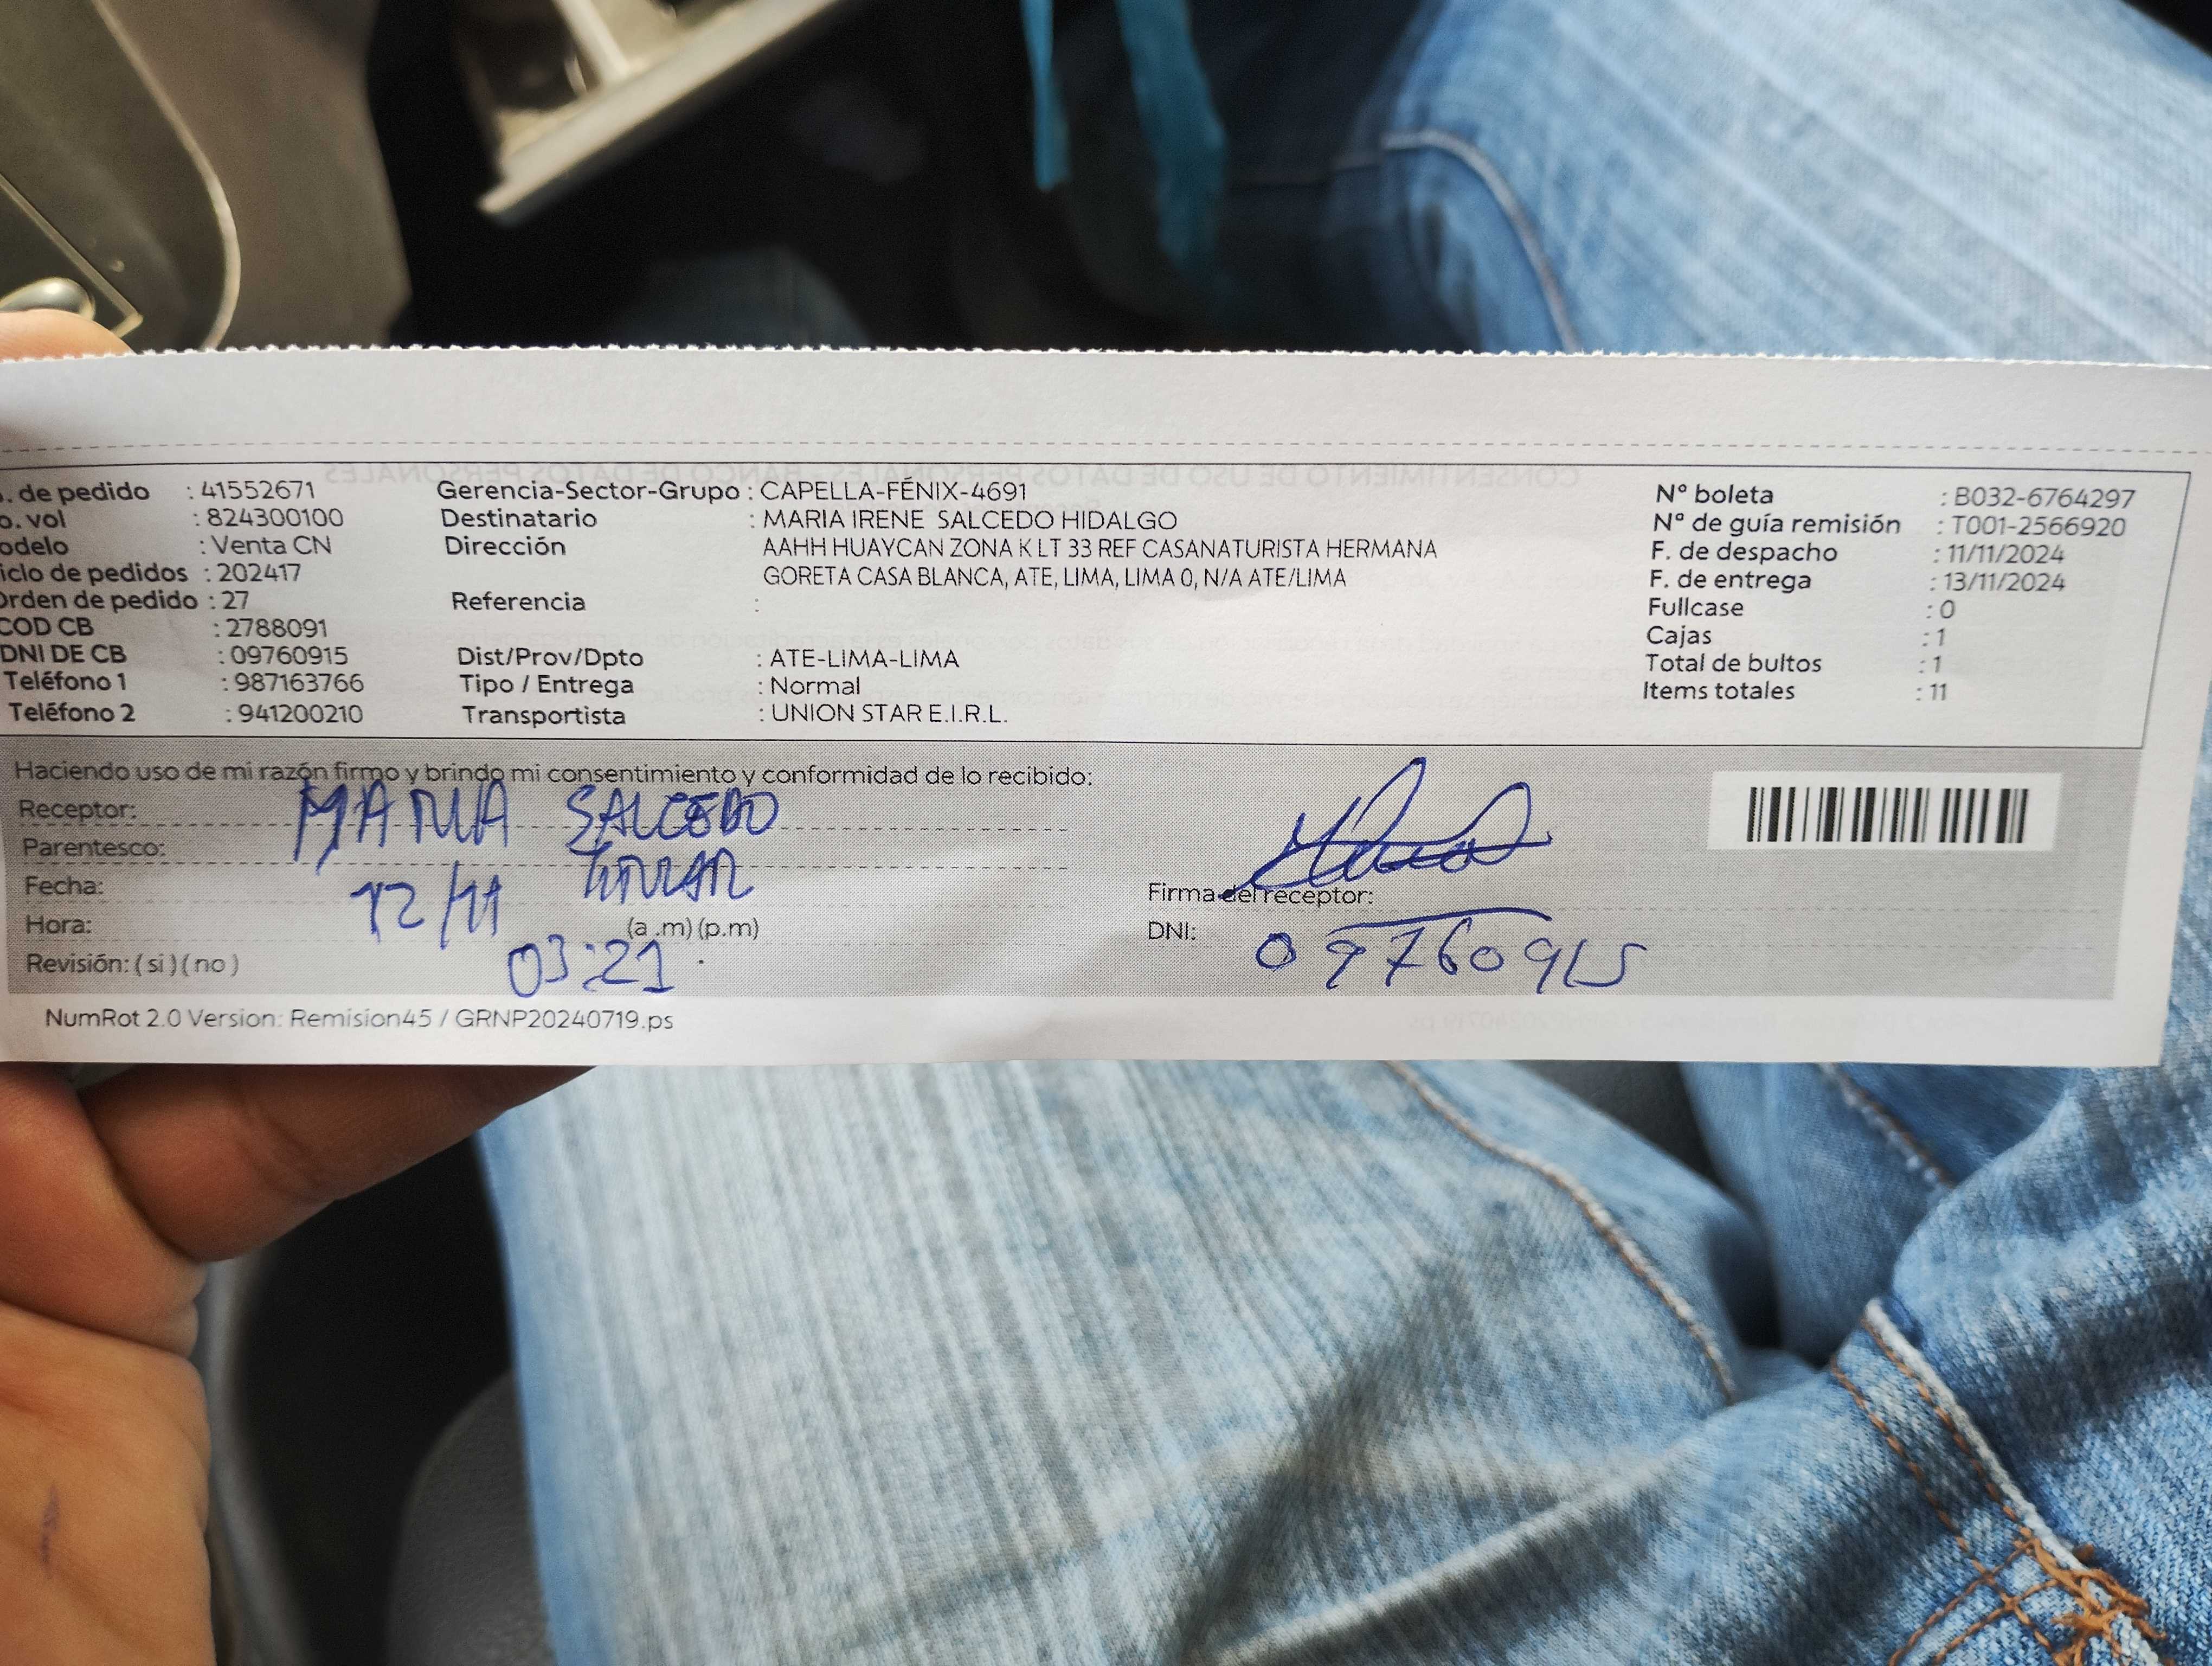 . de pedido : 41552671 Gerencia-Sector-Grupo : CAPELLA-FÉNIX-4691 Nº boleta : B032-6764297
o. vol : 824300100 Destinatario : MARIA IRENE SALCEDO HIDALGO Nº de guía remisión : T001-2566920
odelo : Venta CN Dirección AAHH HUAYCAN ZONA K LT 33 REF CASANATURISTA HERMANA F. de despacho : 11/11/2024
iclo de pedidos : 202417 GORETA CASA BLANCA, ATE, LIMA, LIMA 0, N/A ATE/LIMA F. de entrega : 13/11/2024
Orden de pedido : 27 Referencia : Fullcase : 0
COD CB : 2788091 Cajas : 1
DNI DE CB : 09760915 Dist/Prov/Dpto : ATE-LIMA-LIMA Total de bultos : 1
Teléfono 1 : 987163766 Tipo / Entrega : Normal Items totales : 11
Teléfono 2 : 941200210 Transportista : UNION STAR E.I.R.L.
Haciendo uso de mi razón firmo y brindo mi consentimiento y conformidad de lo recibido:
Receptor: MARIA SALCEDO
Parentesco:
Fecha: 12/11
Firma del receptor:
Hora: 03:21 (a .m) (p.m)
DNI: 09760915
Revisión: ( si ) ( no )
NumRot 2.0 Version: Remision45 / GRNP20240719.ps